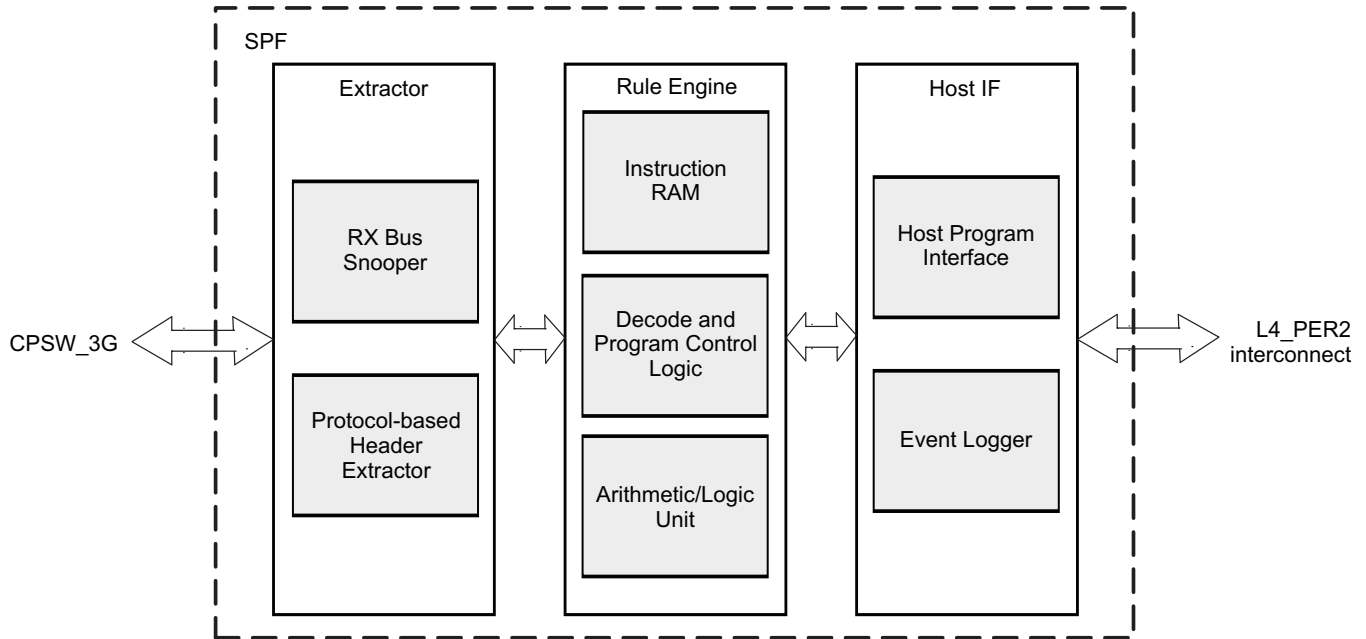 SPF
Extractor
RX Bus
Snooper
Protocol-based
Header
Extractor
Rule Engine
Instruction
RAM
Decode and
Program Control
Logic
Arithmetic/Logic
Unit
Host IF
Host Program
Interface
Event Logger
CPSW_3G
L4_PER2
interconnect